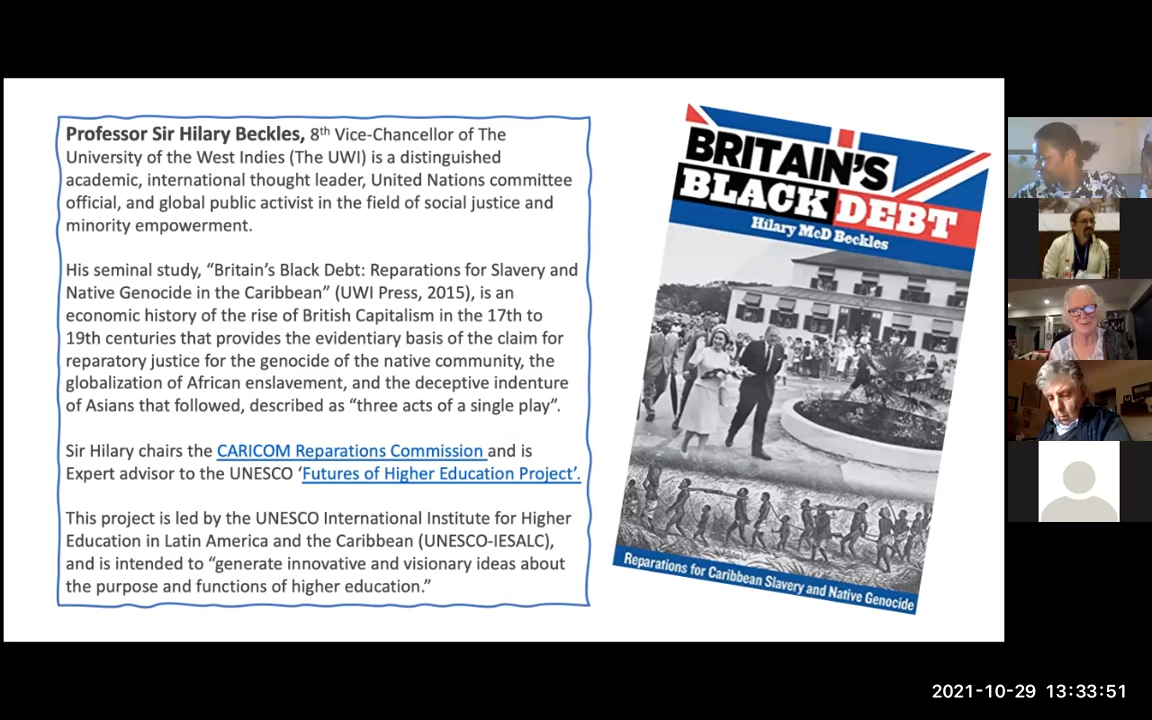 Professor Sir Hilary Beckles, 8th Vice-Chancellor of The
University of the West Indies (The UWI) is a distinguished
academic, international thought leader, United Nations committee
official, and global public activist in the field of social justice and
minority empowerment.
His seminal study, “Britain’s Black Debt: Reparations for Slavery and
Native Genocide in the Caribbean” (UWI Press, 2015), is an
economic history of the rise of British Capitalism in the 17th to
19th centuries that provides the evidentiary basis of the claim for
reparatory justice for the genocide of the native community, the
globalization of African enslavement, and the deceptive indenture
of Asians that followed, described as “three acts of a single play”.
Sir Hilary chairs the CARICOM Reparations Commission and is
Expert advisor to the UNESCO ‘Futures of Higher Education Project’.
This project is led by the UNESCO International Institute for Higher
Education in Latin America and the Caribbean (UNESCO-IESALC),
and is intended to “generate innovative and visionary ideas about
the purpose and functions of higher education.”
BRITAIN’S
BLACK DEBT
Hilary McD Beckles
Reparations for Caribbean Slavery and Native Genocide
2021-10-29 13:33:51